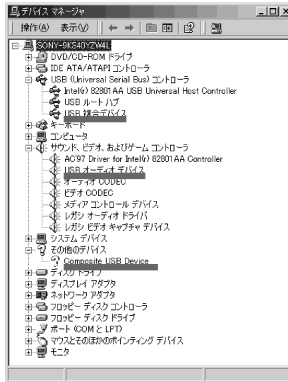 デバイス マネージャ
操作(A) 表示(V)
SONY-9KS40YZW4L
DVD/CD-ROM ドライブ
IDE ATA/ATAPI コントローラ
USB (Universal Serial Bus) コントローラ
Intel(r) 82801AA USB Universal Host Controller
USB ルート ハブ
USB 複合デバイス
キーボード
コンピュータ
サウンド、ビデオ、およびゲーム コントローラ
AC'97 Driver for Intel(r) 82801AA Controller
USB オーディオ デバイス
オーディオ CODEC
ビデオ CODEC
メディア コントロール デバイス
レガシ オーディオ ドライバ
レガシ ビデオ キャプチャ デバイス
システム デバイス
その他のデバイス
Composite USB Device
ディスク ドライブ
ディスプレイ アダプタ
ネットワーク アダプタ
フロッピー ディスク コントローラ
フロッピー ディスク ドライブ
ポート (COM と LPT)
マウスとそのほかのポインティング デバイス
モニタ